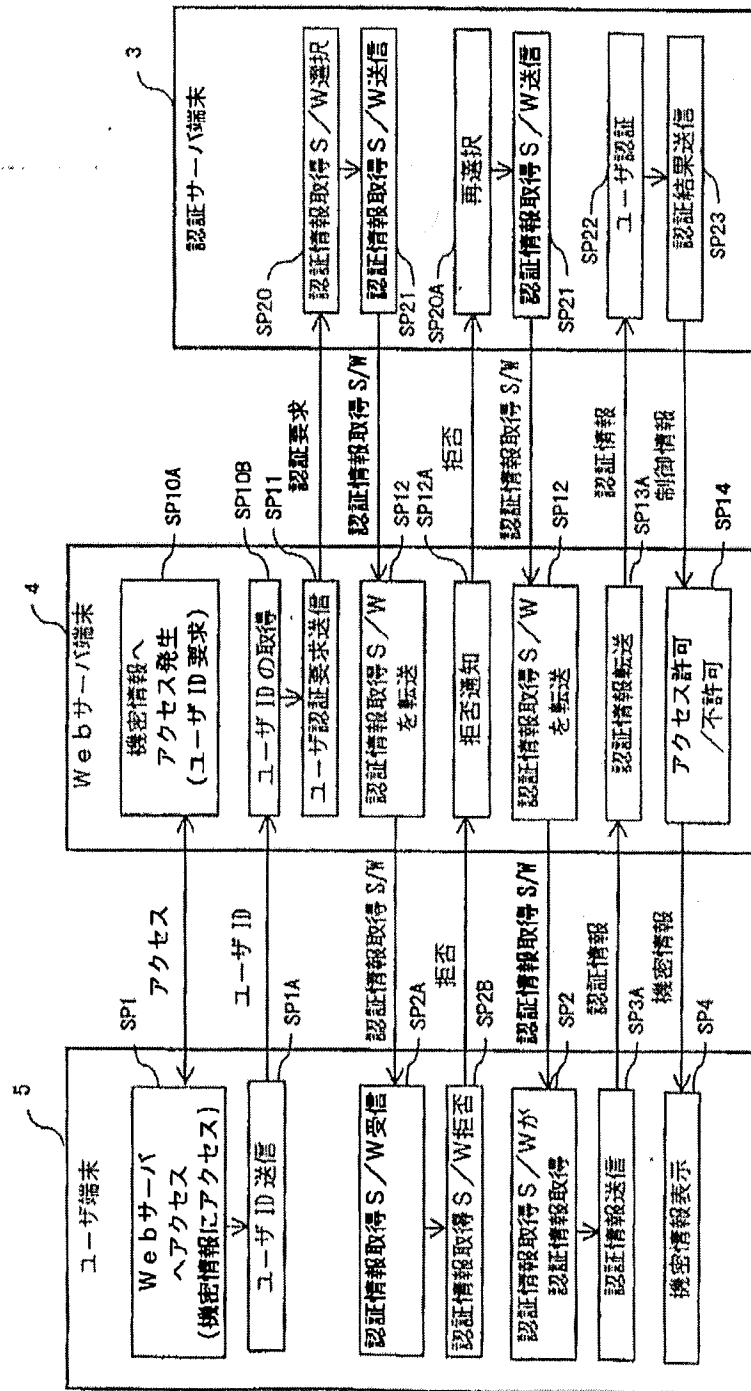 5
ユーザ端末
SP1
Webサーバ
へアクセス
(機密情報にアクセス)
ユーザID送信
SP1A
認証情報取得S/W受信
SP2A
認証情報取得S/W拒否
SP2B
認証情報取得S/Wが
認証情報取得
SP2
認証情報送信
SP3A
機密情報表示
SP4
アクセス
ユーザID
認証情報取得S/W
拒否
認証情報取得S/W
認証情報
機密情報
4
Webサーバ端末
機密情報へ
アクセス発生
(ユーザID要求)
SP10A
ユーザIDの取得
SP10B
ユーザ認証要求送信
SP11
認証情報取得S/W
を転送
SP12
拒否通知
SP12A
認証情報取得S/W
を転送
SP12
認証情報転送
SP13A
アクセス許可
/不許可
SP14
認証要求
認証情報取得S/W
拒否
認証情報取得S/W
認証情報
制御情報
3
認証サーバ端末
SP20
認証情報取得S/W選択
認証情報取得S/W送信
SP21
SP20A
再選択
認証情報取得S/W送信
SP21
SP22
ユーザ認証
認証結果送信
SP23